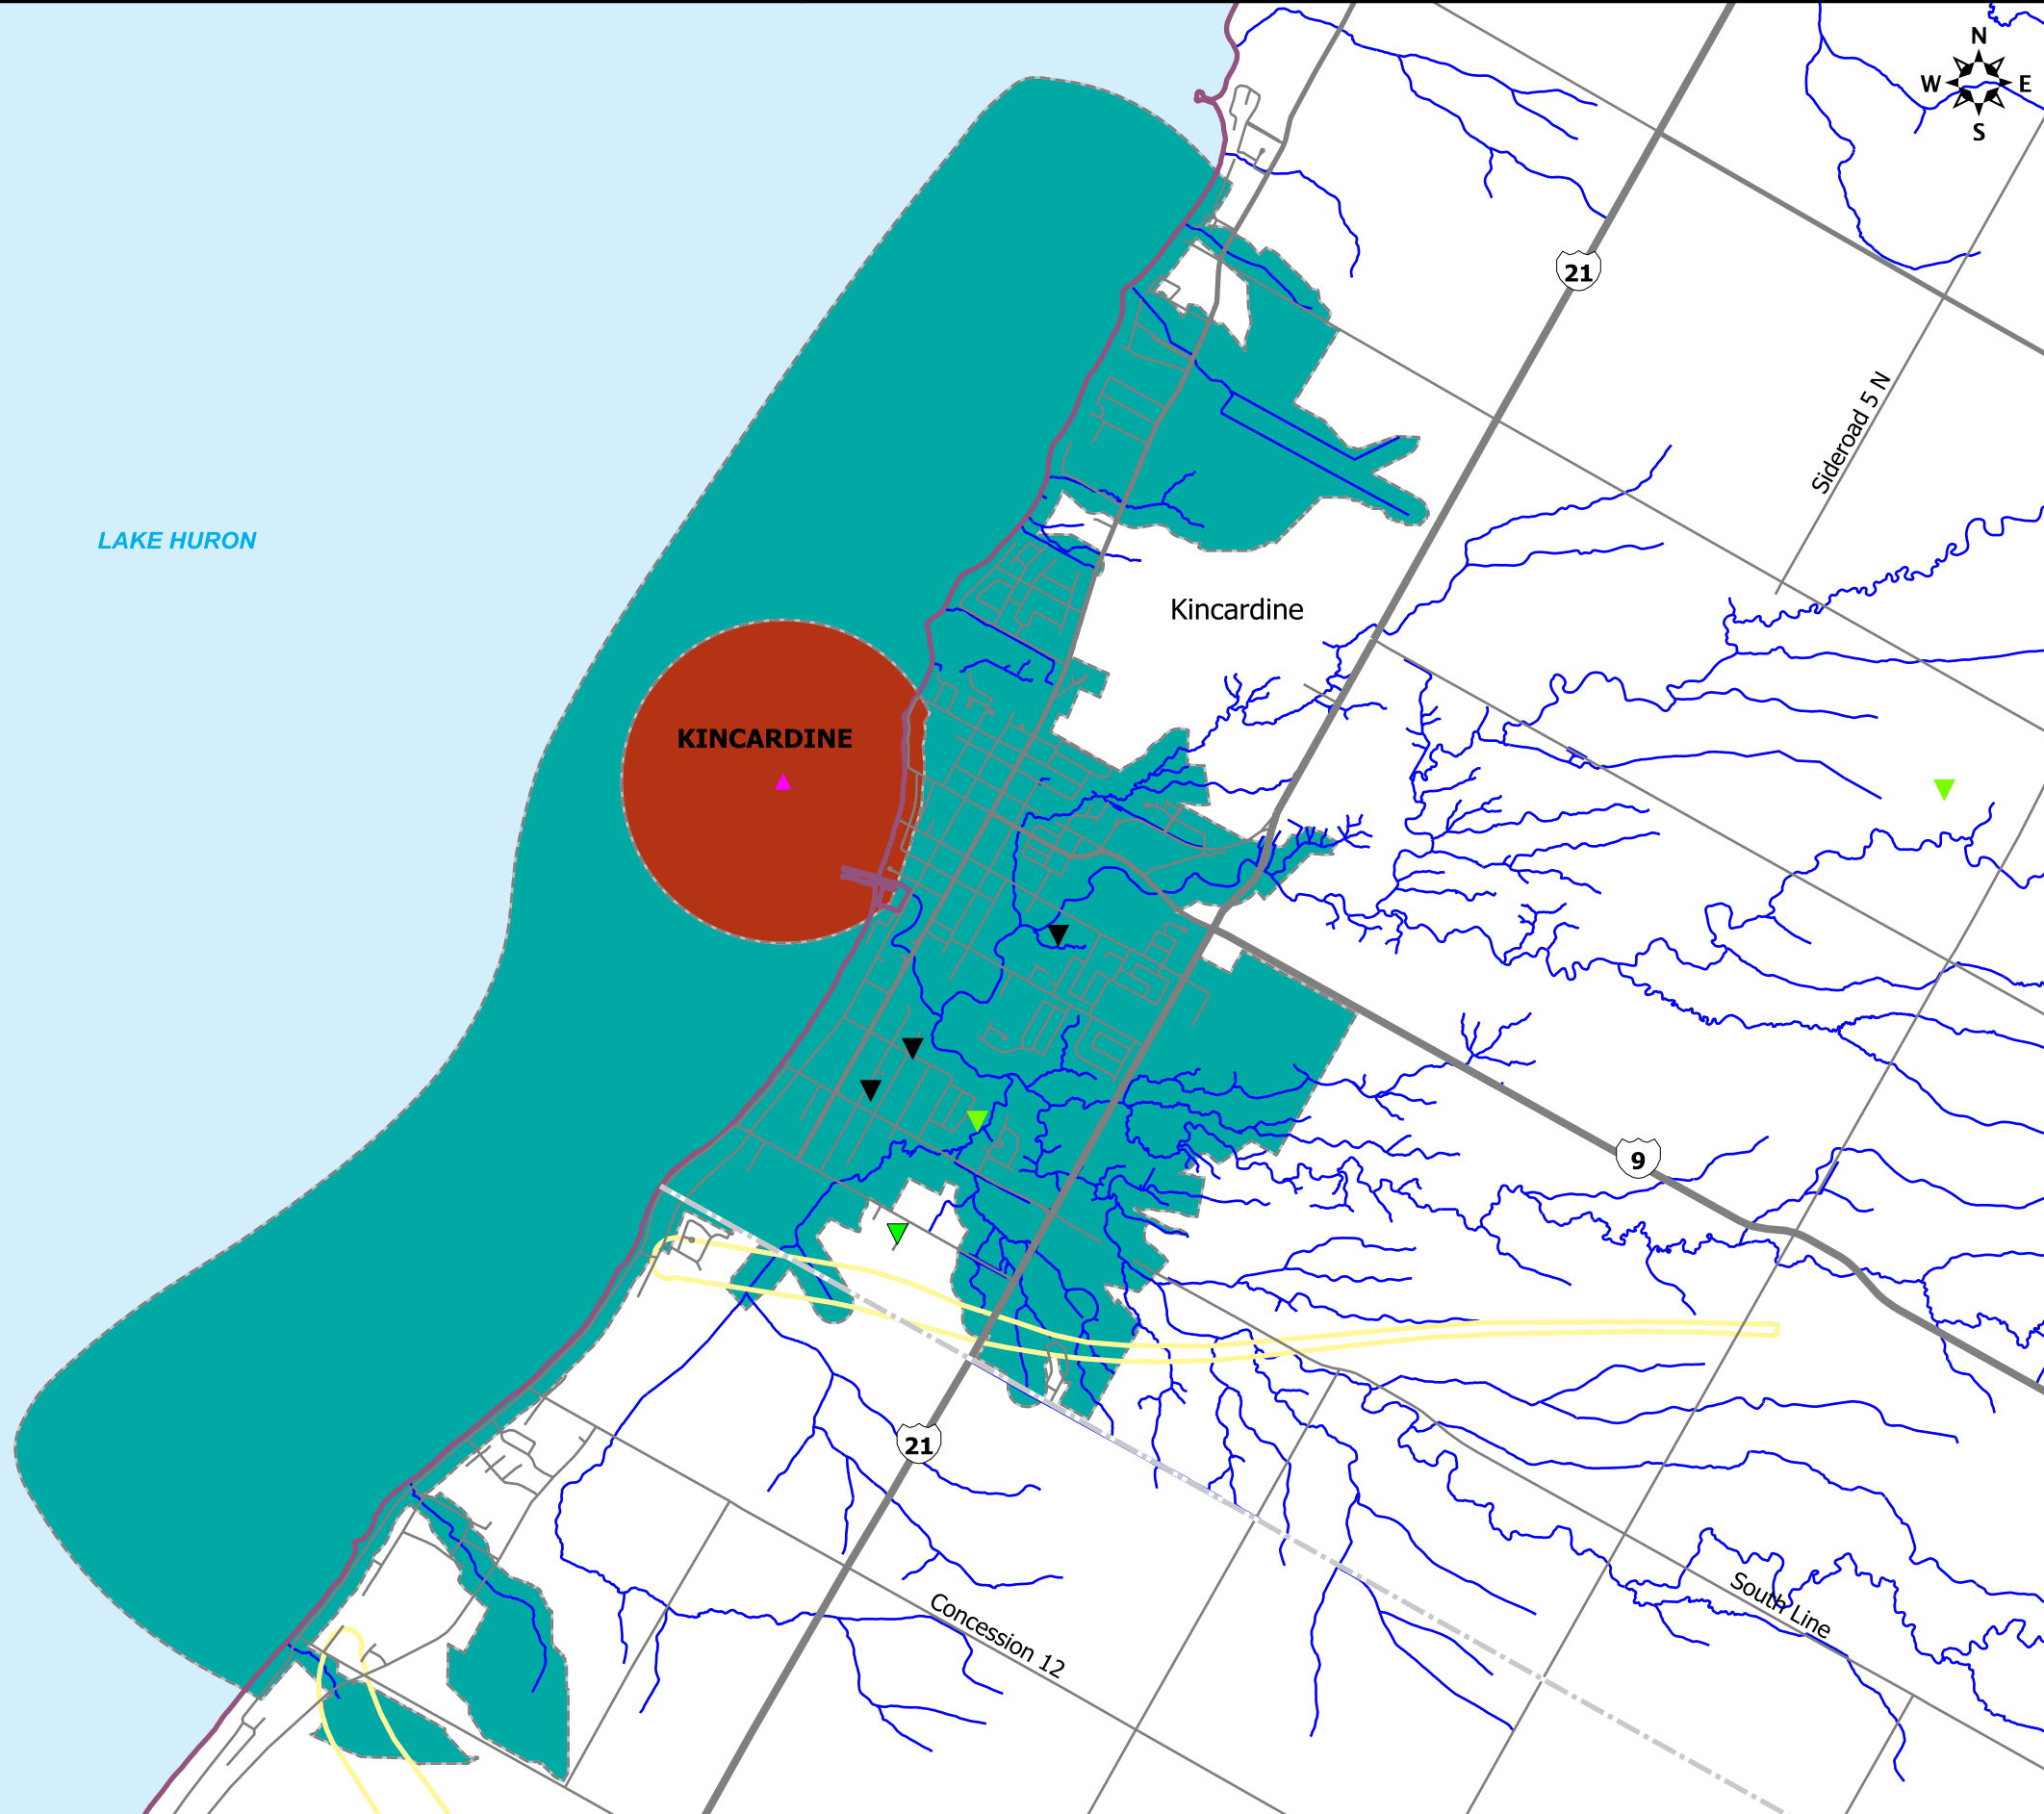 N
W E
S
21
Sideroad 5 N
LAKE HURON
Kincardine
KINCARDINE
9
21
South Line
Concession 12